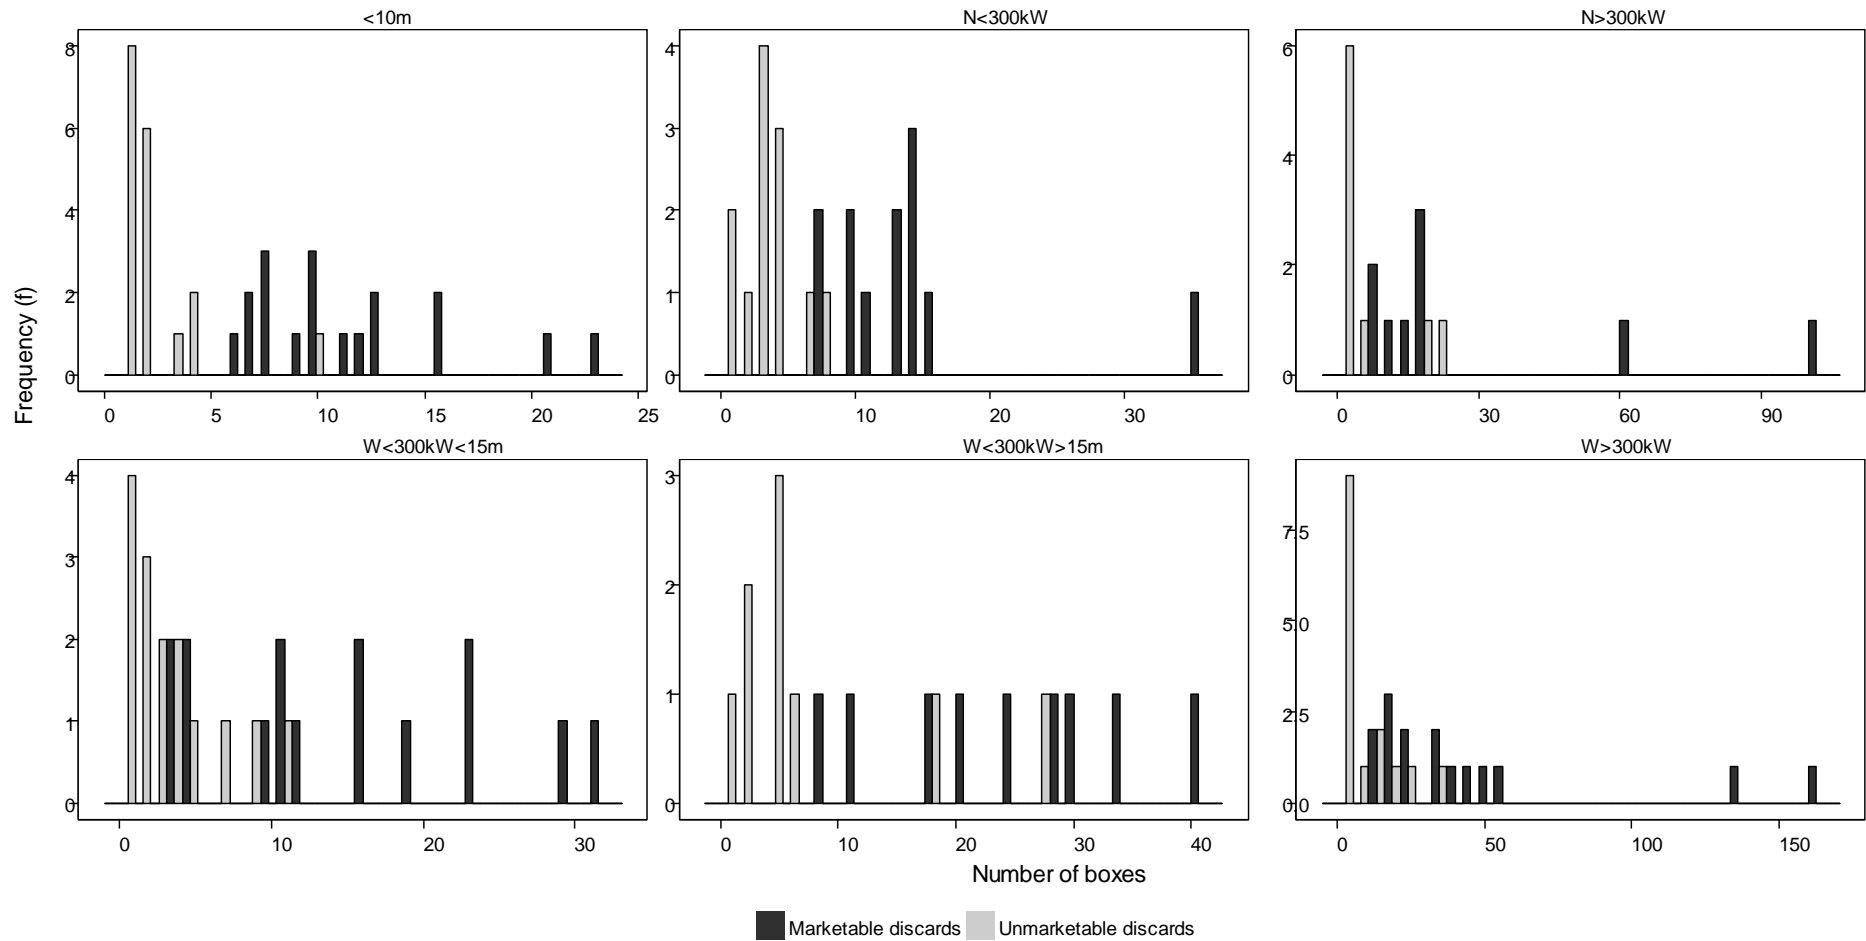 <10m
N<300kW
N>300kW
8
6
4
2
0
4
3
2
1
0
6
4
2
0
0 5 10 15 20 25
0 10 20 30
0 30 60 90
Frequency (f)
W<300kW<15m
W<300kW>15m
W>300kW
4
3
2
1
0
3
2
1
0
7.5
5.0
2.5
0.0
0 10 20 30
0 10 20 30 40
0 50 100 150
Number of boxes
Marketable discards Unmarketable discards